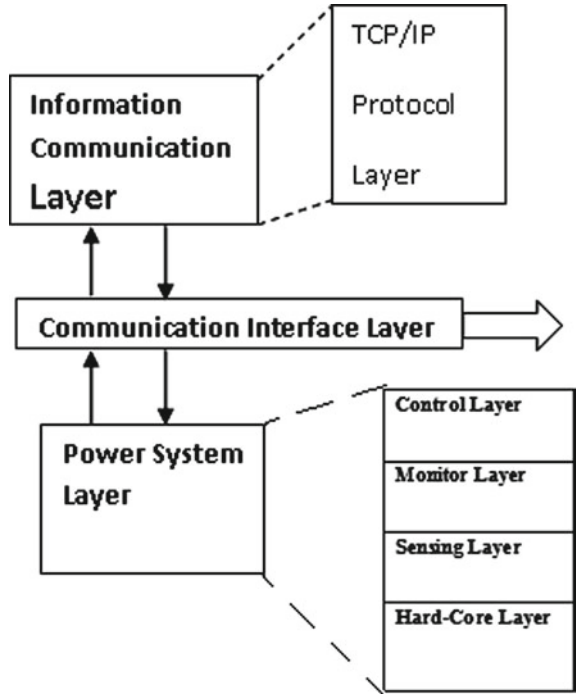 TCP/IP
Protocol
Layer
Information
Communication
Layer
Communication Interface Layer
Power System
Layer
Control Layer
Monitor Layer
Sensing Layer
Hard-Core Layer